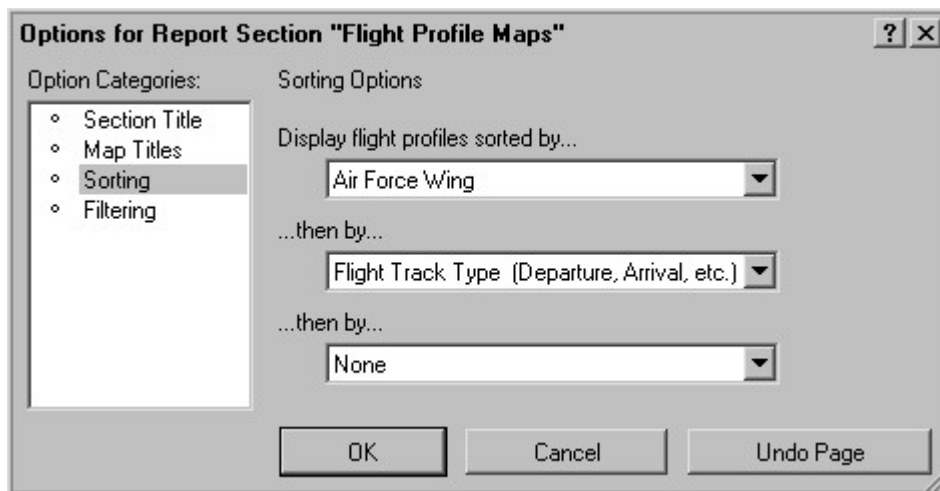 Options for Report Section "Flight Profile Maps"
Option Categories:
Section Title
Map Titles
Sorting
Filtering
Sorting Options
Display flight profiles sorted by...
Air Force Wing
...then by...
Flight Track Type  (Departure, Arrival, etc.)
...then by...
None
OK
Cancel
Undo Page